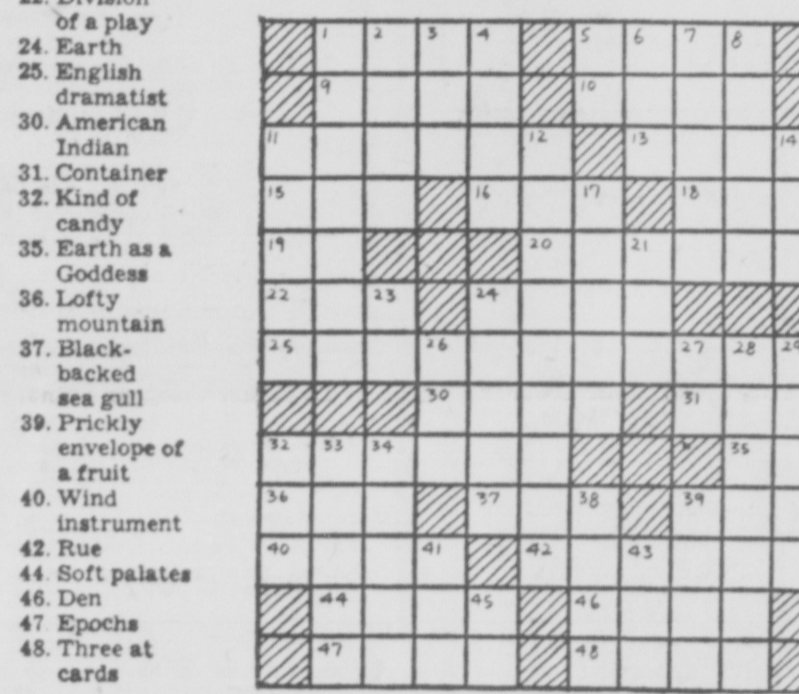 22. Division
of a play
24. Earth
25. English
dramatist
30. American
Indian
31. Container
32. Kind of
candy
35. Earth as a
Goddess
36. Lofty
mountain
37. Black-
backed
sea gull
39. Prickly
envelope of
a fruit
40. Wind
instrument
42. Rue
44. Soft palates
46. Den
47. Epochs
48. Three at
cards
1 2 3 4 5 6 7 8
9 10
11 12 13 14
15 16 17 18
19 20 21
22 23 24
25 26 27 28 29
30 31
32 33 34 35
36 37 38 39
40 41 42 43
44 45 46
47 48